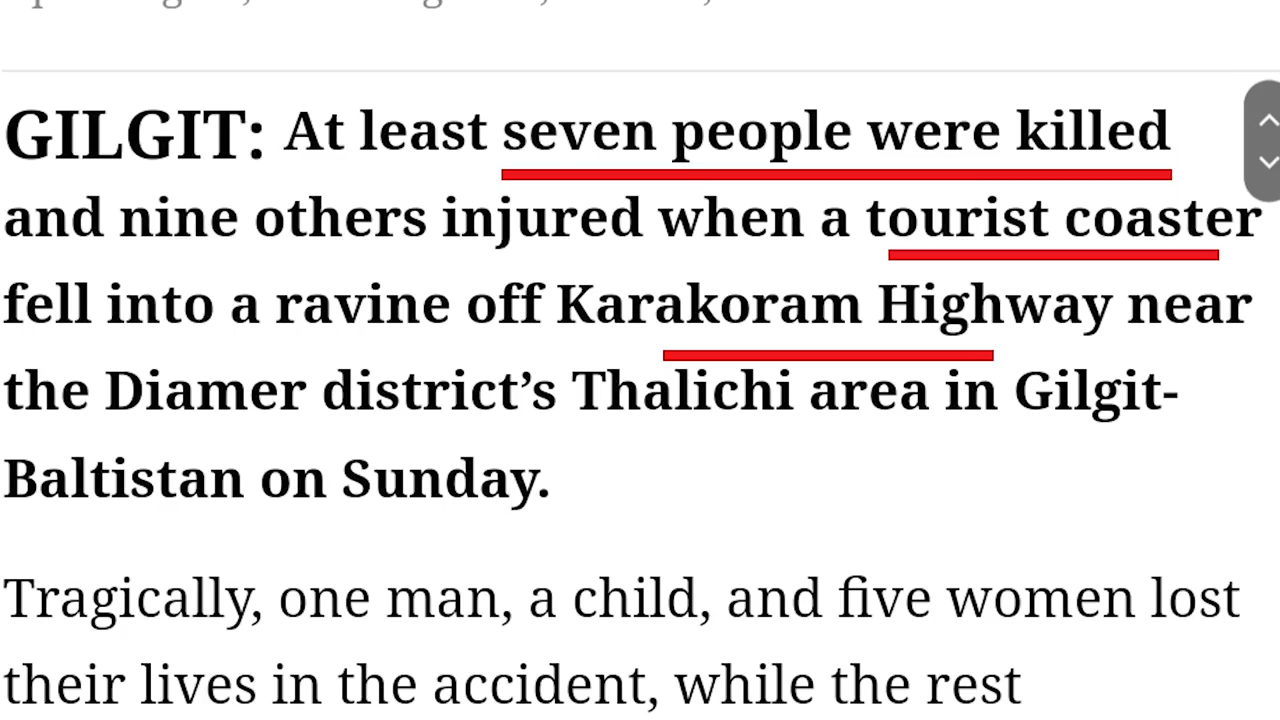 GILGIT: At least seven people were killed
and nine others injured when a tourist coaster
fell into a ravine off Karakoram Highway near
the Diamer district’s Thalichi area in Gilgit-
Baltistan on Sunday.
Tragically, one man, a child, and five women lost
their lives in the accident, while the rest